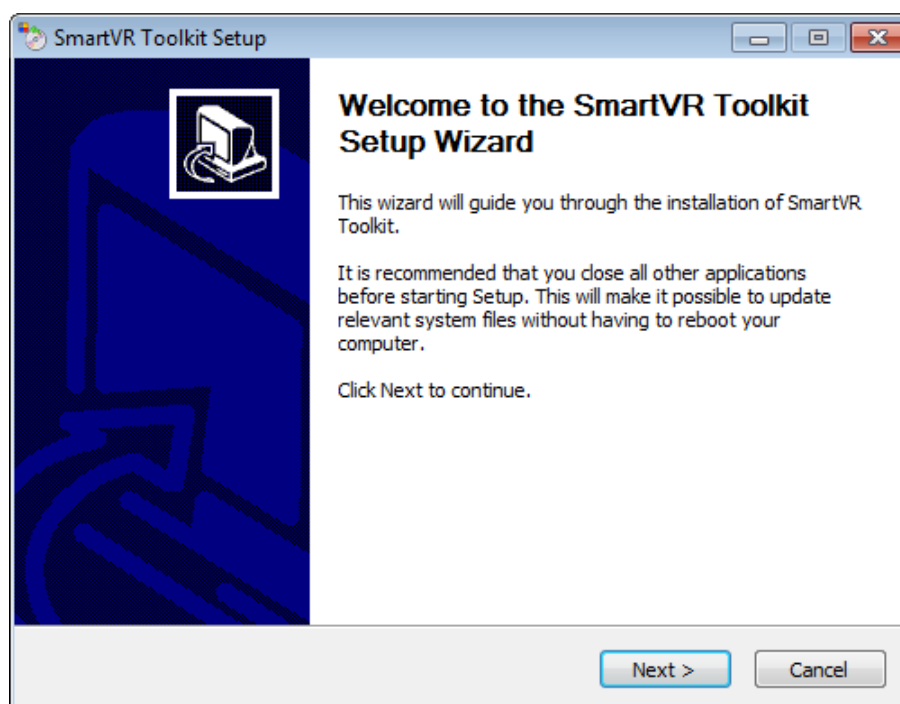 SmartVR Toolkit Setup
Welcome to the SmartVR Toolkit
Setup Wizard
This wizard will guide you through the installation of SmartVR
Toolkit.
It is recommended that you close all other applications
before starting Setup. This will make it possible to update
relevant system files without having to reboot your
computer.
Click Next to continue.
Next >
Cancel